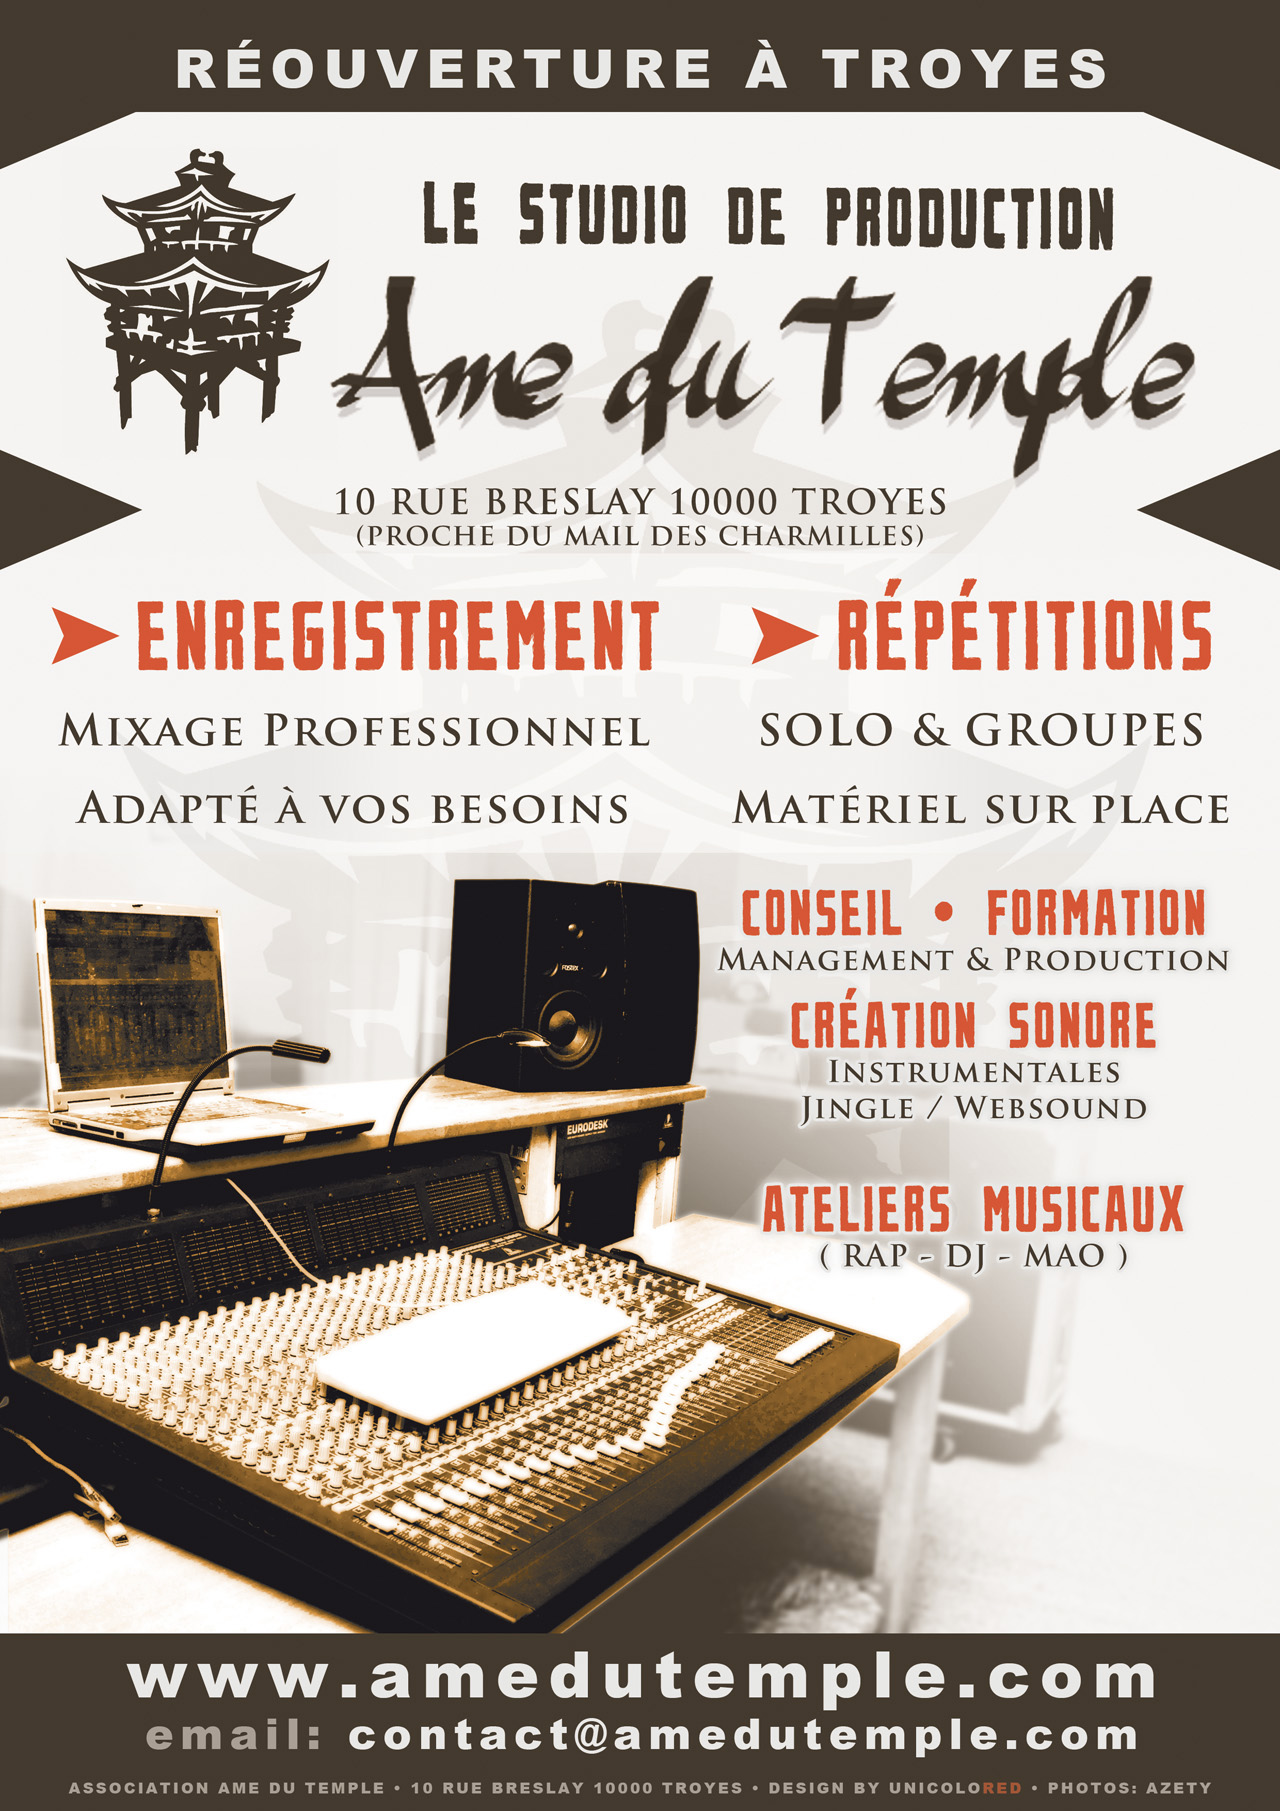 RÉOUVERTURE À TROYES
LE STUDIO DE PRODUCTION
Ame du Temple
10 RUE BRESLAY 10000 TROYES
(PROCHE DU MAIL DES CHARMILLES)
ENREGISTREMENT
MIXAGE PROFESSIONNEL
ADAPTÉ À VOS BESOINS
RÉPÉTITIONS
SOLO & GROUPES
MATÉRIEL SUR PLACE
CONSEIL • FORMATION
MANAGEMENT & PRODUCTION
CRÉATION SONORE
INSTRUMENTALES
JINGLE / WEBSOUND
ATELIERS MUSICAUX
( RAP - DJ - MAO )
FOSTEX
EURODESK
www.amedutemple.com
email: contact@amedutemple.com
ASSOCIATION AME DU TEMPLE • 10 RUE BRESLAY 10000 TROYES • DESIGN BY UNICOLORED • PHOTOS: AZETY